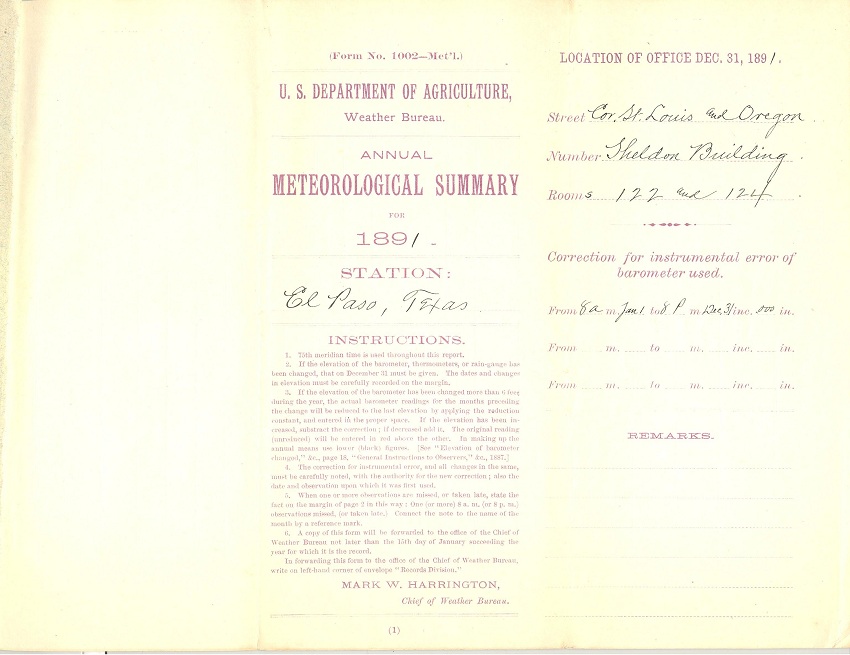 (Form No. 1002—Met'l.)
U. S. DEPARTMENT OF AGRICULTURE,
Weather Bureau.
ANNUAL
METEOROLOGICAL SUMMARY
FOR
1891.
STATION:
El Paso, Texas
INSTRUCTIONS.
1. 75th meridian time is used throughout this report.
2. If the elevation of the barometer, thermometers, or rain-gauge has
been changed, that on December 31 must be given. The dates and changes
in elevation must be carefully recorded on the margin.
3. If the elevation of the barometer has been changed more than 6 feet
during the year, the actual barometer readings for the months preceding
the change will be reduced to the last elevation by applying the reduction
constant, and entered in the proper space. If the elevation has been in-
creased, substract the correction; if decreased add it. The original reading
(unreduced) will be entered in red above the other. In making up the
annual means use lower (black) figures. [See "Elevation of barometer
changed," &c., page 18, "General Instructions to Observers," &c., 1887.]
4. The correction for instrumental error, and all changes in the same,
must be carefully noted, with the authority for the new correction; also the
date and observation upon which it was first used.
5. When one or more observations are missed, or taken late, state the
fact on the margin of page 2 in this way: One (or more) 8 a. m. (or 8 p. m.)
observations missed, (or taken late.) Connect the note to the name of the
month by a reference mark.
6. A copy of this form will be forwarded to the office of the Chief of
Weather Bureau not later than the 15th day of January succeeding the
year for which it is the record.
In forwarding this form to the office of the Chief of Weather Bureau,
write on left-hand corner of envelope "Records Division."
MARK W. HARRINGTON,
Chief of Weather Bureau.
(1)
LOCATION OF OFFICE DEC. 31, 1891.
Street Cor. St. Louis and Oregon
Number Sheldon Building
Rooms 122 and 124
Correction for instrumental error of
barometer used.
From 8 a m. Jan 1 to 8 P m. Dec. 31 inc. .000 in.
From ...... m. ...... to ...... m. ...... inc. ...... in.
From ...... m. ...... to ...... m. ...... inc. ...... in.
REMARKS.